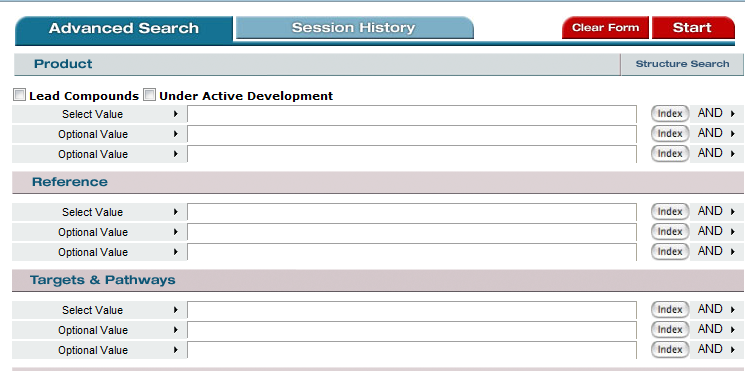 Advanced Search Session History Clear Form Start
Product Structure Search
Lead Compounds Under Active Development
Select Value Index AND
Optional Value Index AND
Optional Value Index AND
Reference
Select Value Index AND
Optional Value Index AND
Optional Value Index AND
Targets & Pathways
Select Value Index AND
Optional Value Index AND
Optional Value Index AND